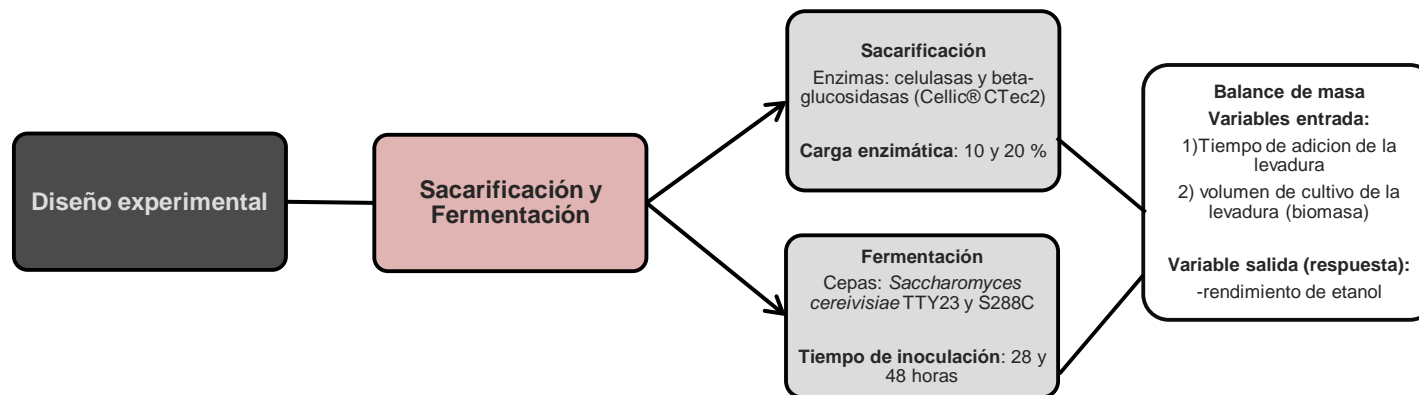 Diseño experimental
Sacarificación y
Fermentación
Sacarificación
Enzimas: celulasas y beta-
glucosidasas (Cellic® CTec2)
Carga enzimática: 10 y 20 %
Fermentación
Cepas: Saccharomyces
cereivisiae TTY23 y S288C
Tiempo de inoculación: 28 y
48 horas
Balance de masa
Variables entrada:
1)Tiempo de adicion de la
levadura
2) volumen de cultivo de la
levadura (biomasa)
Variable salida (respuesta):
-rendimiento de etanol